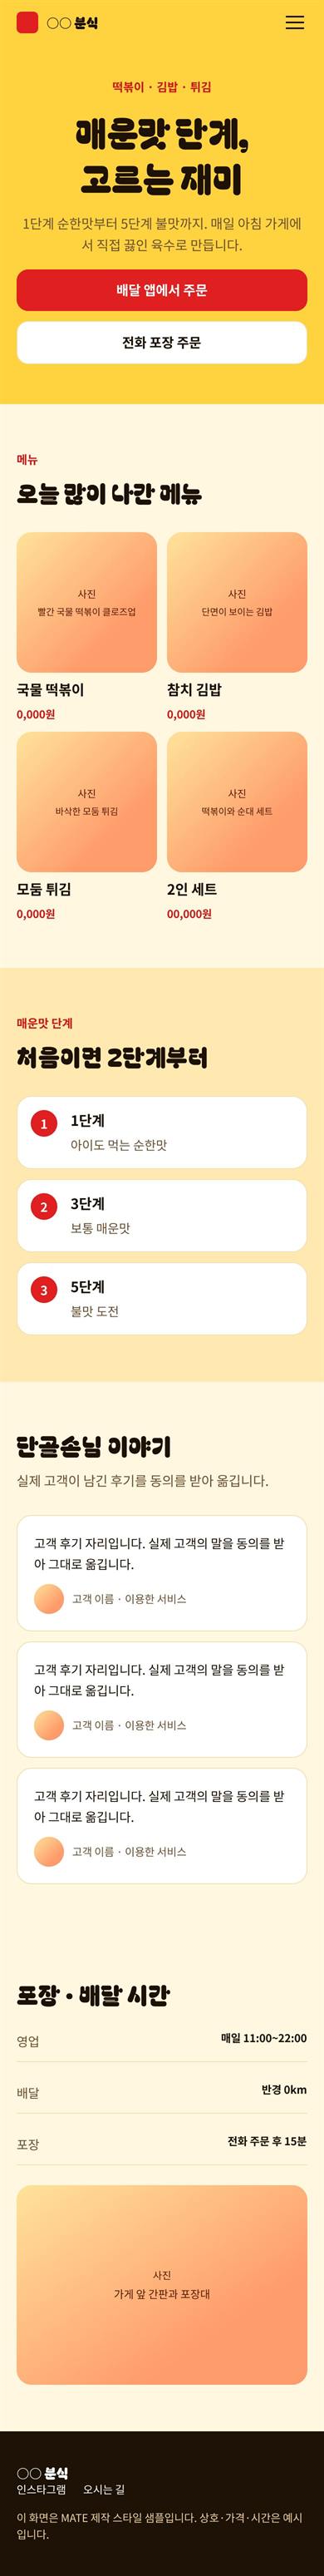 ○○ 분식
떡볶이 · 김밥 · 튀김
매운맛 단계,
고르는 재미
1단계 순한맛부터 5단계 불맛까지. 매일 아침 가게에
서 직접 끓인 육수로 만듭니다.
배달 앱에서 주문
전화 포장 주문
메뉴
오늘 많이 나간 메뉴
사진
빨간 국물 떡볶이 클로즈업
사진
단면이 보이는 김밥
국물 떡볶이
0,000원
참치 김밥
0,000원
사진
바삭한 모둠 튀김
사진
떡볶이와 순대 세트
모둠 튀김
0,000원
2인 세트
00,000원
매운맛 단계
처음이면 2단계부터
1
1단계
아이도 먹는 순한맛
2
3단계
보통 매운맛
3
5단계
불맛 도전
단골손님 이야기
실제 고객이 남긴 후기를 동의를 받아 옮깁니다.
고객 후기 자리입니다. 실제 고객의 말을 동의를 받
아 그대로 옮깁니다.
고객 이름 · 이용한 서비스
고객 후기 자리입니다. 실제 고객의 말을 동의를 받
아 그대로 옮깁니다.
고객 이름 · 이용한 서비스
고객 후기 자리입니다. 실제 고객의 말을 동의를 받
아 그대로 옮깁니다.
고객 이름 · 이용한 서비스
포장 · 배달 시간
영업 매일 11:00~22:00
배달 반경 0km
포장 전화 주문 후 15분
사진
가게 앞 간판과 포장대
○○ 분식
인스타그램 오시는 길
이 화면은 MATE 제작 스타일 샘플입니다. 상호·가격·시간은 예시
입니다.